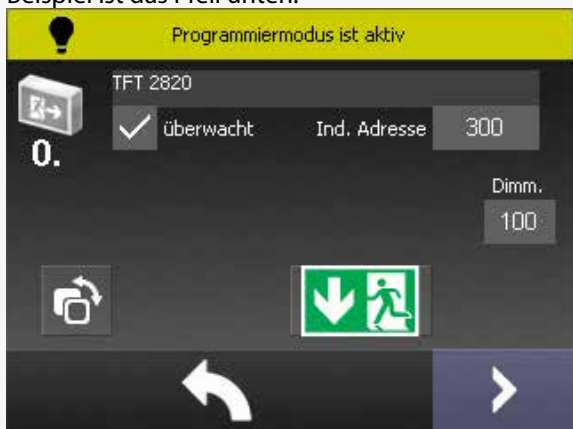 Beispiel ist das Pfeil unten.
Programmiermodus ist aktiv
TFT 2820
überwacht Ind. Adresse 300
0.
Dimm.
100